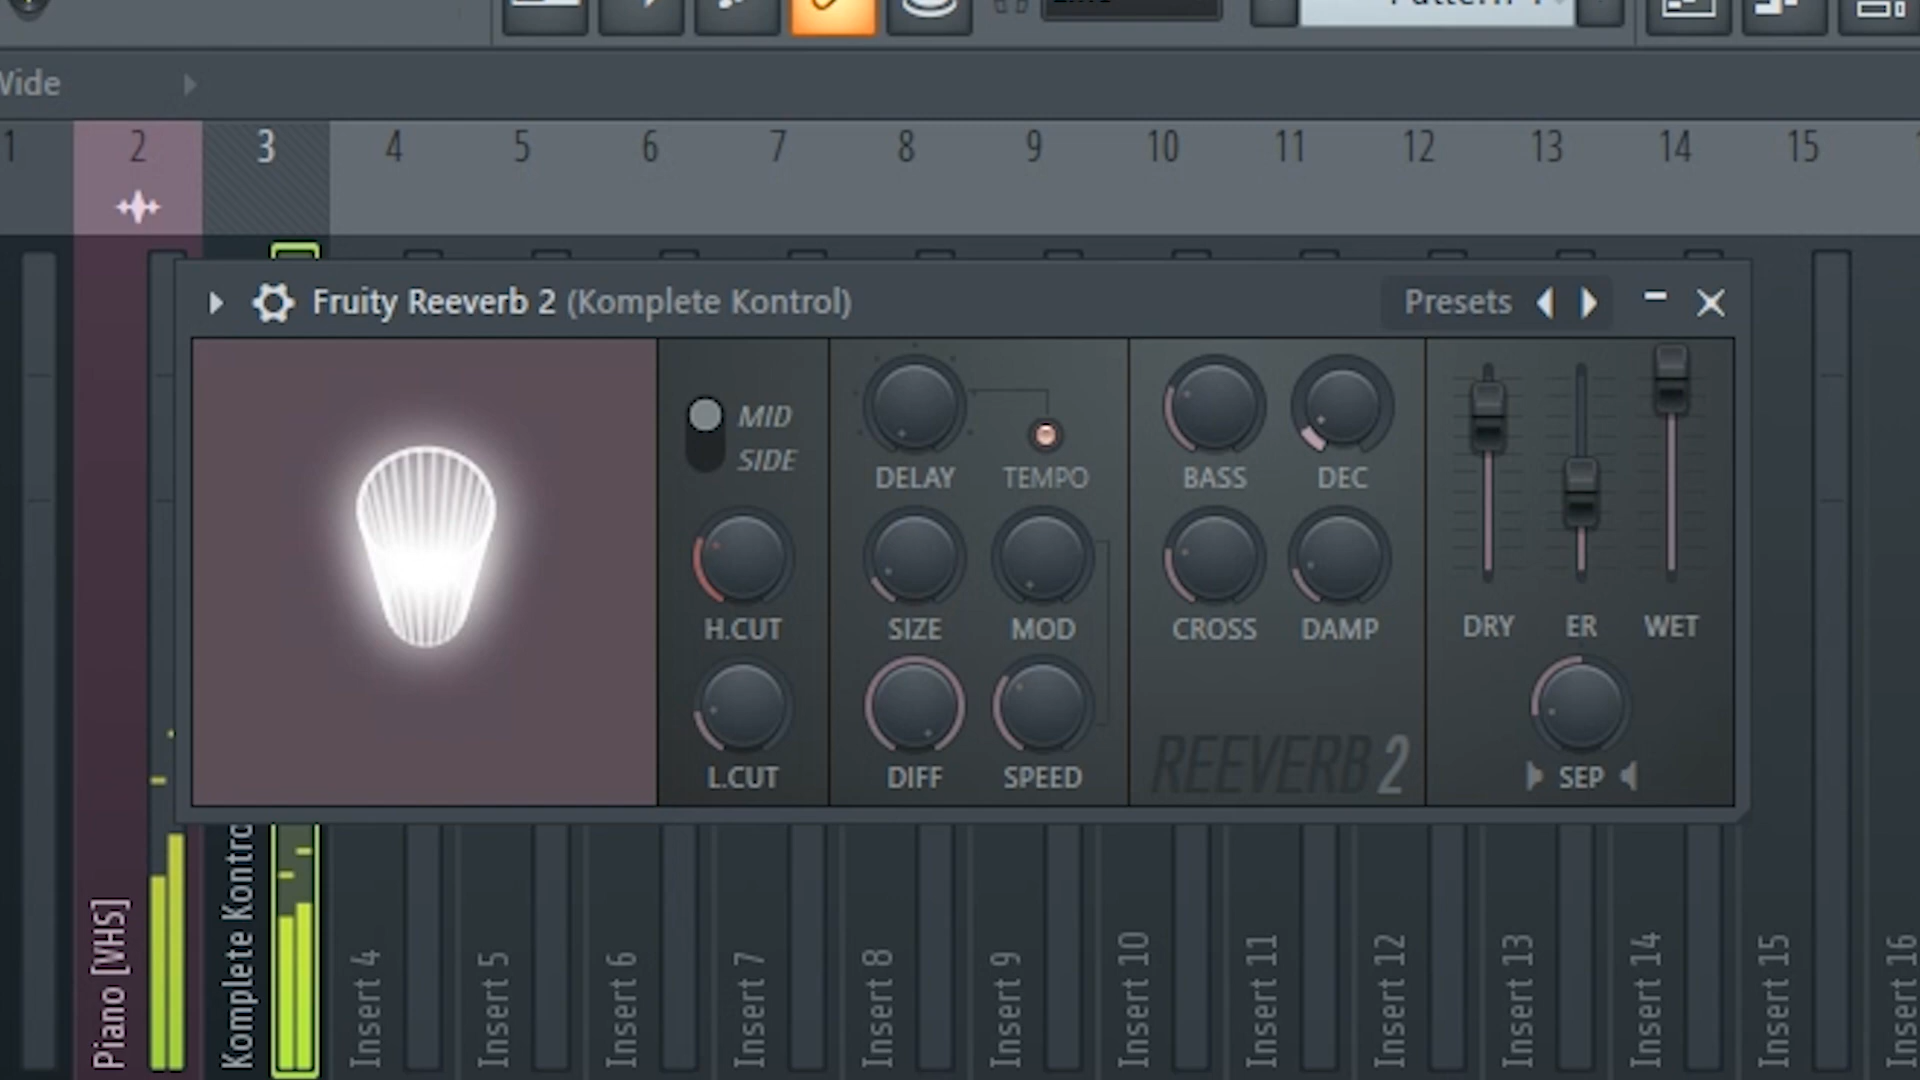 Wide
1 2 3 4 5 6 7 8 9 10 11 12 13 14 15
Fruity Reeverb 2 (Komplete Kontrol)
Presets
MID
SIDE
DELAY TEMPO BASS DEC
H.CUT SIZE MOD CROSS DAMP DRY ER WET
L.CUT DIFF SPEED REEVERB 2 SEP
Piano [VHS]
Komplete Kontro
Insert 4
Insert 5
Insert 6
Insert 7
Insert 8
Insert 9
Insert 10
Insert 11
Insert 12
Insert 13
Insert 14
Insert 15
Insert 16